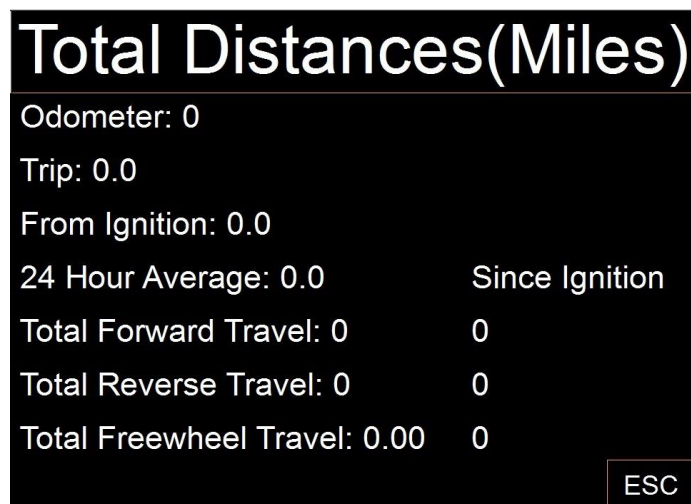 Total Distances(Miles)
Odometer: 0
Trip: 0.0
From Ignition: 0.0
24 Hour Average: 0.0 Since Ignition
Total Forward Travel: 0 0
Total Reverse Travel: 0 0
Total Freewheel Travel: 0.00 0
ESC